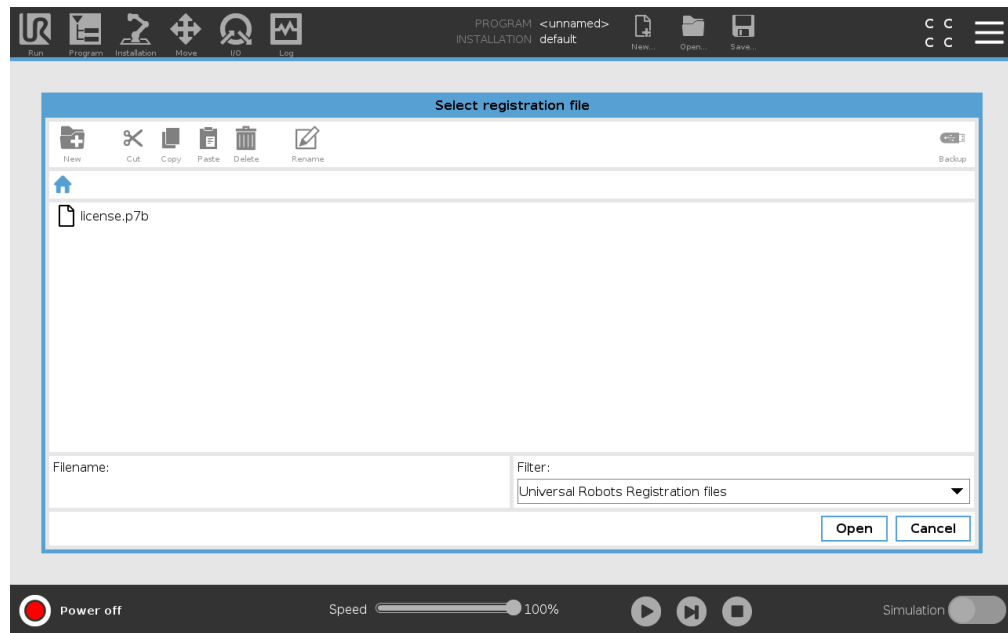 UR
PROGRAM <unnamed>
INSTALLATION default
C C
C C
Run Program Installation Move I/O Log New... Open... Save...
Select registration file
New Cut Copy Paste Delete Rename Backup
license.p7b
Filename: Filter:
Universal Robots Registration files
Open Cancel
Power off Speed 100% Simulation